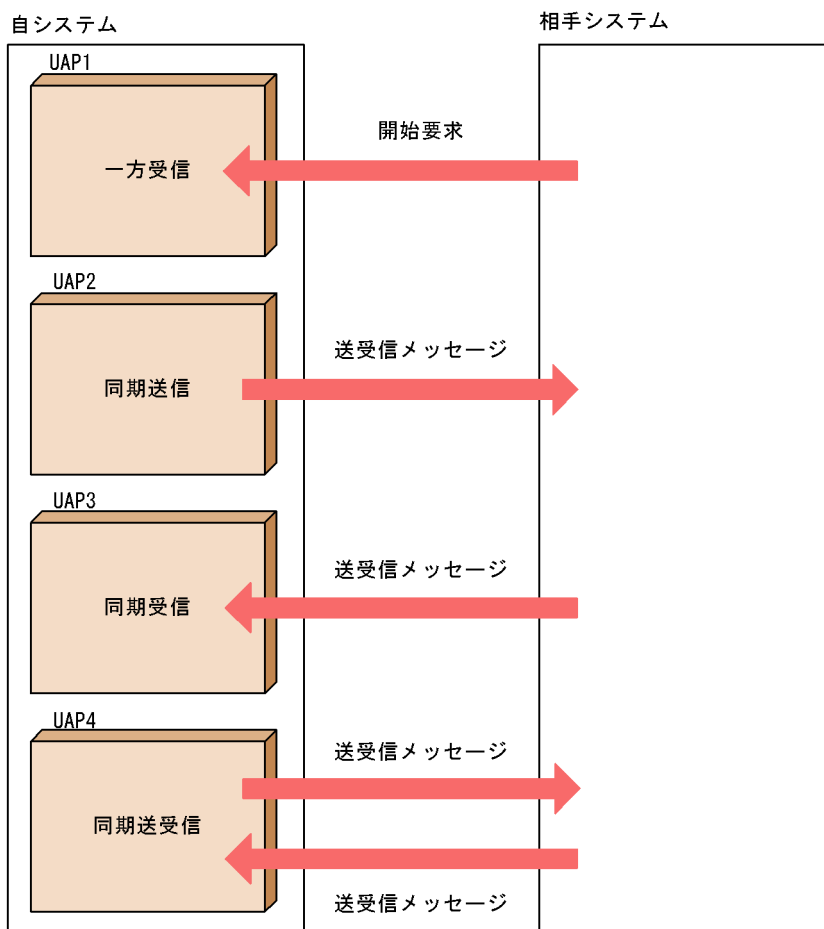 自システム
相手システム
UAP1
開始要求
一方受信
UAP2
送受信メッセージ
同期送信
UAP3
送受信メッセージ
同期受信
UAP4
送受信メッセージ
同期送受信
送受信メッセージ